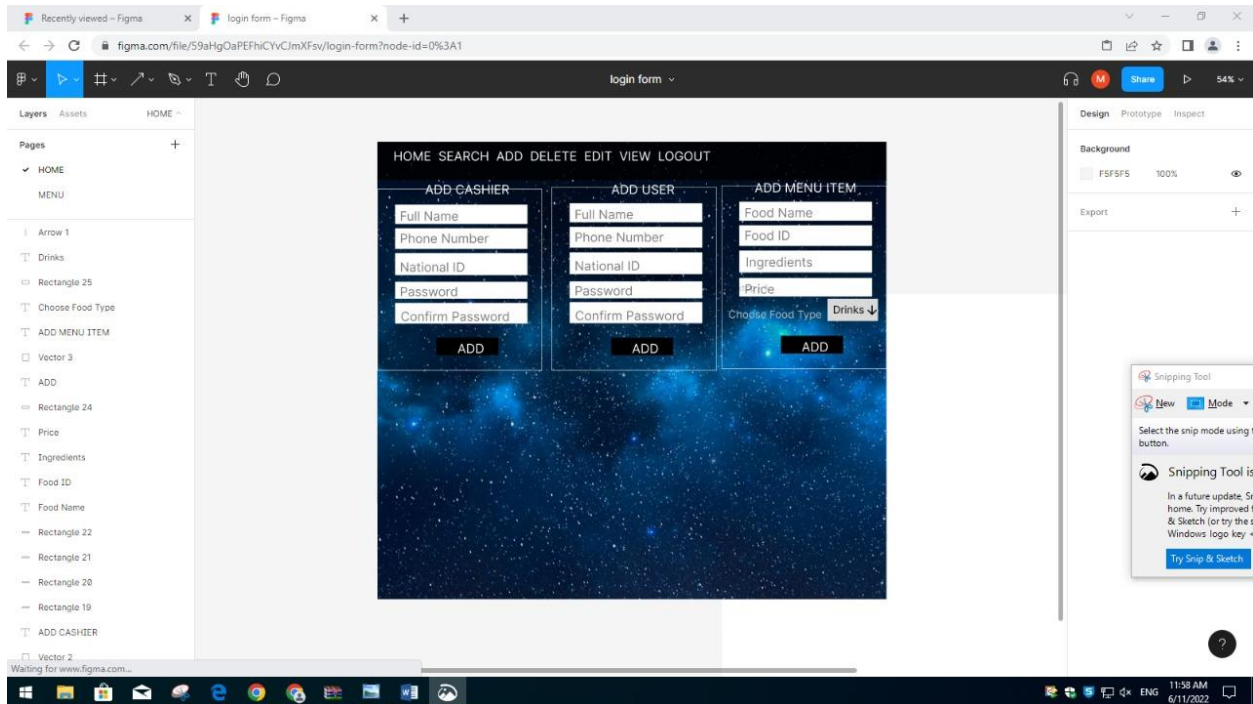 Recently viewed – Figma
login form – Figma
figma.com/file/S9aHgOaPEFhiCYvCJmXFsv/login-form?node-id=0%3A1
login form
M
Share
54%
Layers Assets HOME
Pages
HOME
MENU
Arrow 1
Drinks
Rectangle 25
Choose Food Type
ADD MENU ITEM
Vector 3
ADD
Rectangle 24
Price
Ingredients
Food ID
Food Name
Rectangle 22
Rectangle 21
Rectangle 20
Rectangle 19
ADD CASHIER
Vector 2
Waiting for www.figma.com...
HOME SEARCH ADD DELETE EDIT VIEW LOGOUT
ADD CASHIER
Full Name
Phone Number
National ID
Password
Confirm Password
ADD
ADD USER
Full Name
Phone Number
National ID
Password
Confirm Password
ADD
ADD MENU ITEM
Food Name
Food ID
Ingredients
Price
Choose Food Type Drinks
ADD
Design Prototype Inspect
Background
F5F5F5 100%
Export
Snipping Tool
New Mode
Select the snip mode using
button.
Snipping Tool is
In a future update,
home. Try improved
& Sketch (or try the
Windows logo key +
Try Snip & Sketch
?
ENG
11:58 AM
6/11/2022